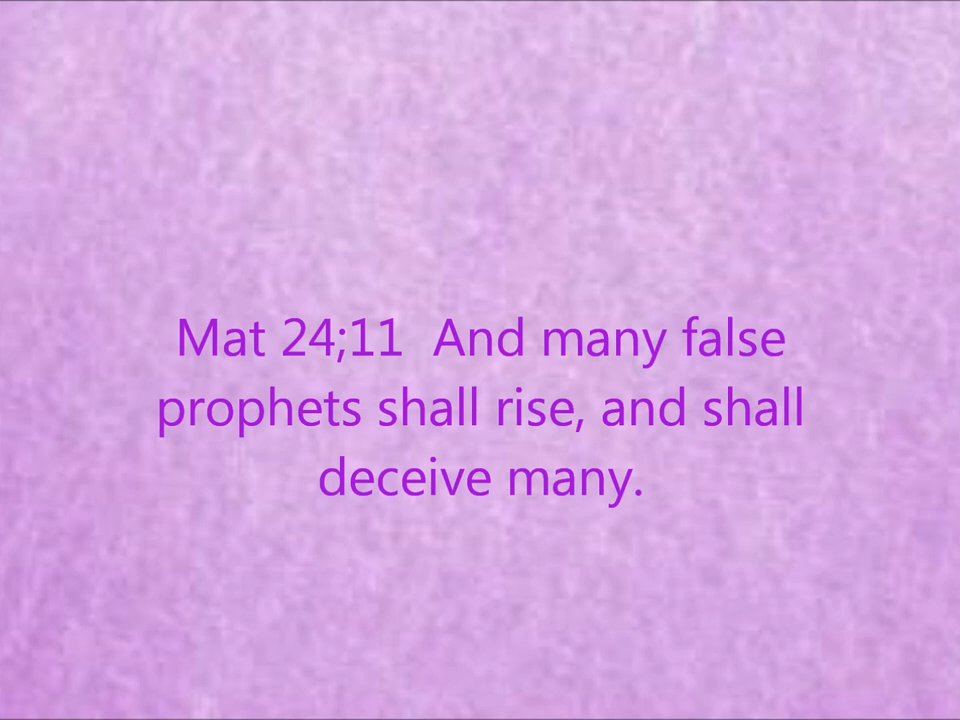 Mat 24;11  And many false
prophets shall rise, and shall
deceive many.